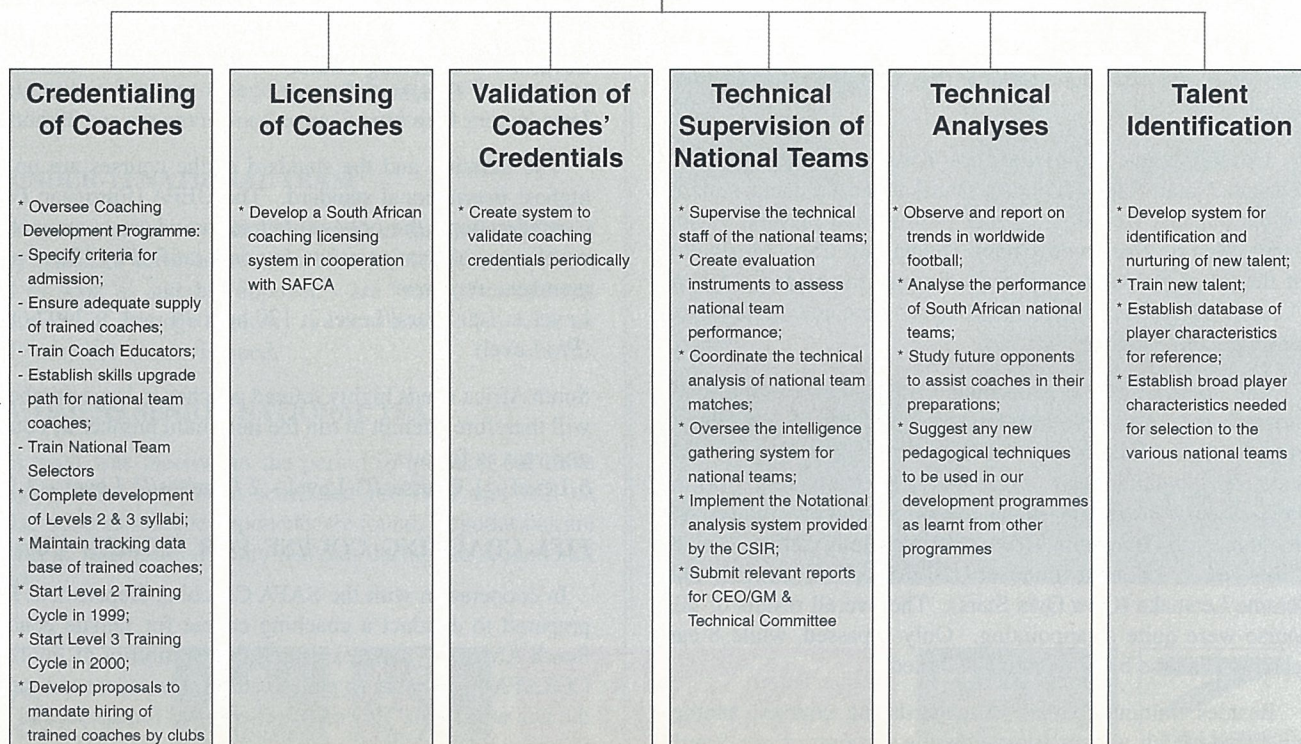 Credentialing
of Coaches
* Oversee Coaching
Development Programme:
- Specify criteria for
admission;
- Ensure adequate supply
of trained coaches;
- Train Coach Educators;
- Establish skills upgrade
path for national team
coaches;
- Train National Team
Selectors
* Complete development
of Levels 2 & 3 syllabi;
* Maintain tracking data
base of trained coaches;
* Start Level 2 Training
Cycle in 1999;
* Start Level 3 Training
Cycle in 2000;
* Develop proposals to
mandate hiring of
trained coaches by clubs
Licensing
of Coaches
* Develop a South African
coaching licensing
system in cooperation
with SAFCA
Validation of
Coaches'
Credentials
* Create system to
validate coaching
credentials periodically
Technical
Supervision of
National Teams
* Supervise the technical
staff of the national teams;
* Create evaluation
instruments to assess
national team
performance;
* Coordinate the technical
analysis of national team
matches;
* Oversee the intelligence
gathering system for
national teams;
* Implement the Notational
analysis system provided
by the CSIR;
* Submit relevant reports
for CEO/GM &
Technical Committee
Technical
Analyses
* Observe and report on
trends in worldwide
football;
* Analyse the performance
of South African national
teams;
* Study future opponents
to assist coaches in their
preparations;
* Suggest any new
pedagogical techniques
to be used in our
development programmes
as learnt from other
programmes
Talent
Identification
* Develop system for
identification and
nurturing of new talent;
* Train new talent;
* Establish database of
player characteristics
for reference;
* Establish broad player
characteristics needed
for selection to the
various national teams